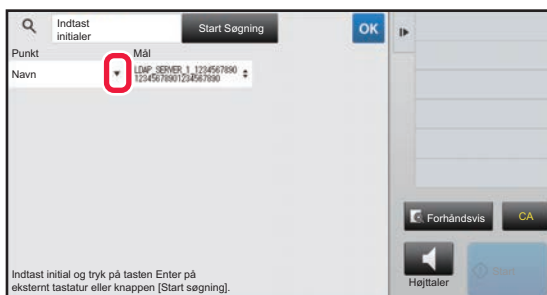 Indtast
initialer
Start Søgning
OK
Punkt
Mål
Navn
LDAP_SERVER_1_1234567890
12345678901234567890
Forhåndsvis
CA
Højttaler
Start
Indtast initial og tryk på tasten Enter på
eksternt tastatur eller knappen [Start søgning].